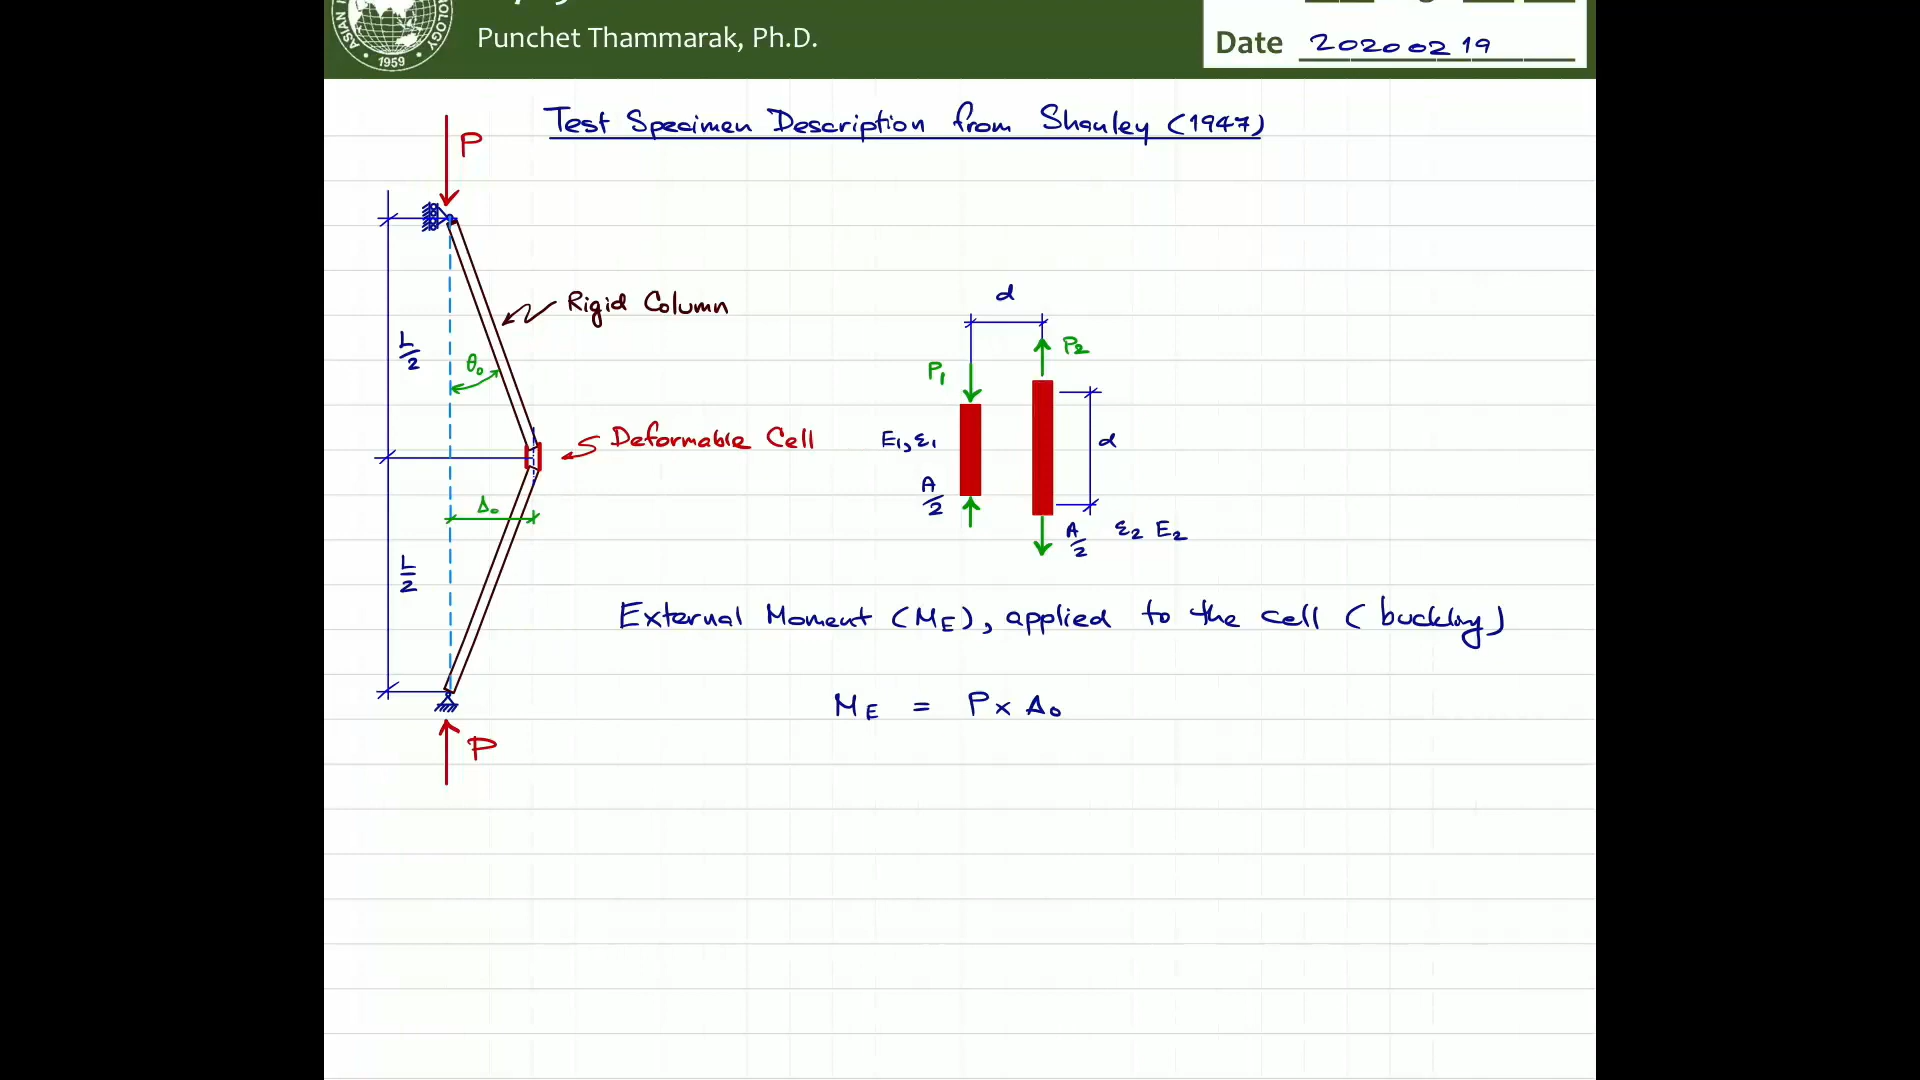 Punchet Thammarak, Ph.D.
Date 20200219
1959
Test Specimen Description from Shanley (1947)
P
Rigid Column
L/2
θ₀
Deformable Cell
Δ₀
L/2
P
d
P₁
P₂
E₁, ε₁
d
A/2
A/2 ε₂ E₂
External Moment (M_E), applied to the cell (buckling)
M_E = P x Δ₀